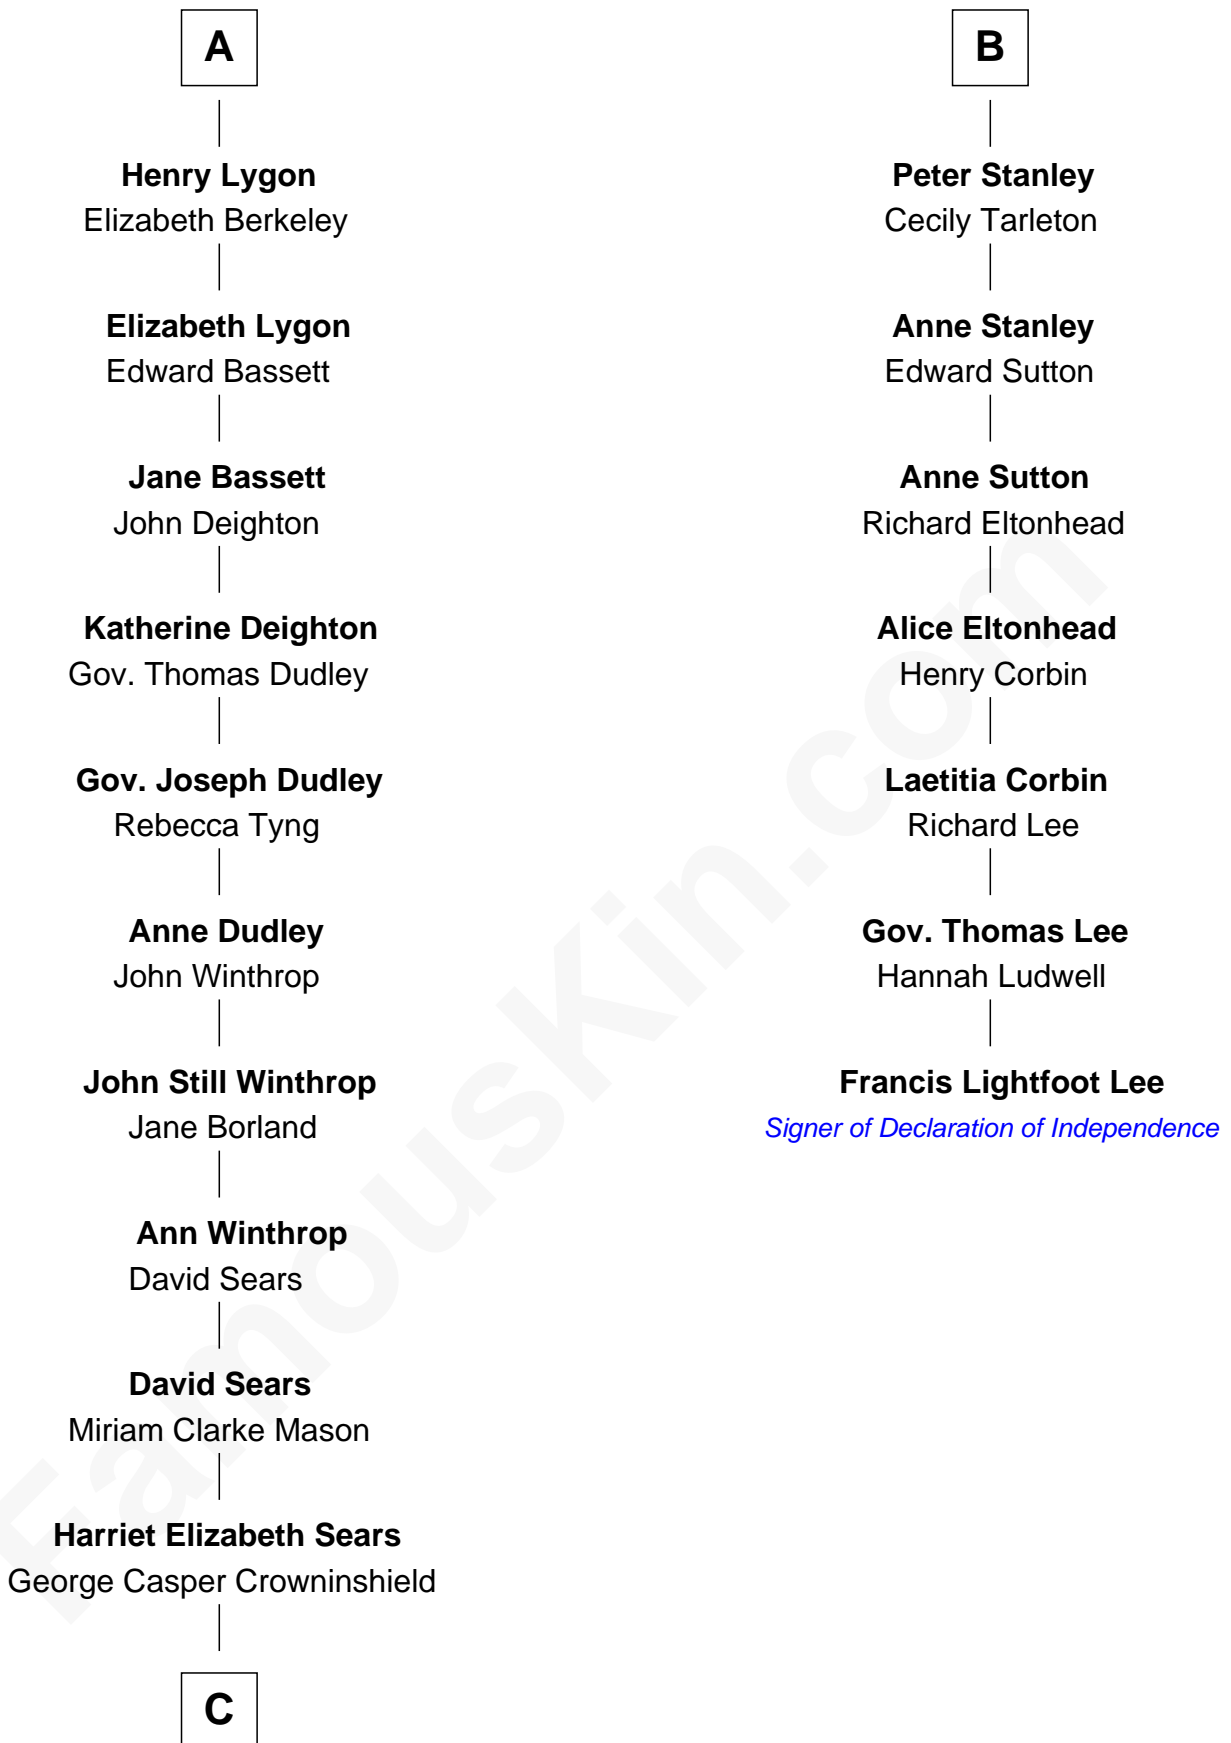 A
Henry Lygon
Elizabeth Berkeley
Elizabeth Lygon
Edward Bassett
Jane Bassett
John Deighton
Katherine Deighton
Gov. Thomas Dudley
Gov. Joseph Dudley
Rebecca Tyng
Anne Dudley
John Winthrop
John Still Winthrop
Jane Borland
Ann Winthrop
David Sears
David Sears
Miriam Clarke Mason
Harriet Elizabeth Sears
George Casper Crowninshield
C
B
Peter Stanley
Cecily Tarleton
Anne Stanley
Edward Sutton
Anne Sutton
Richard Eltonhead
Alice Eltonhead
Henry Corbin
Laetitia Corbin
Richard Lee
Gov. Thomas Lee
Hannah Ludwell
Francis Lightfoot Lee
Signer of Declaration of Independence
FamousKin.com